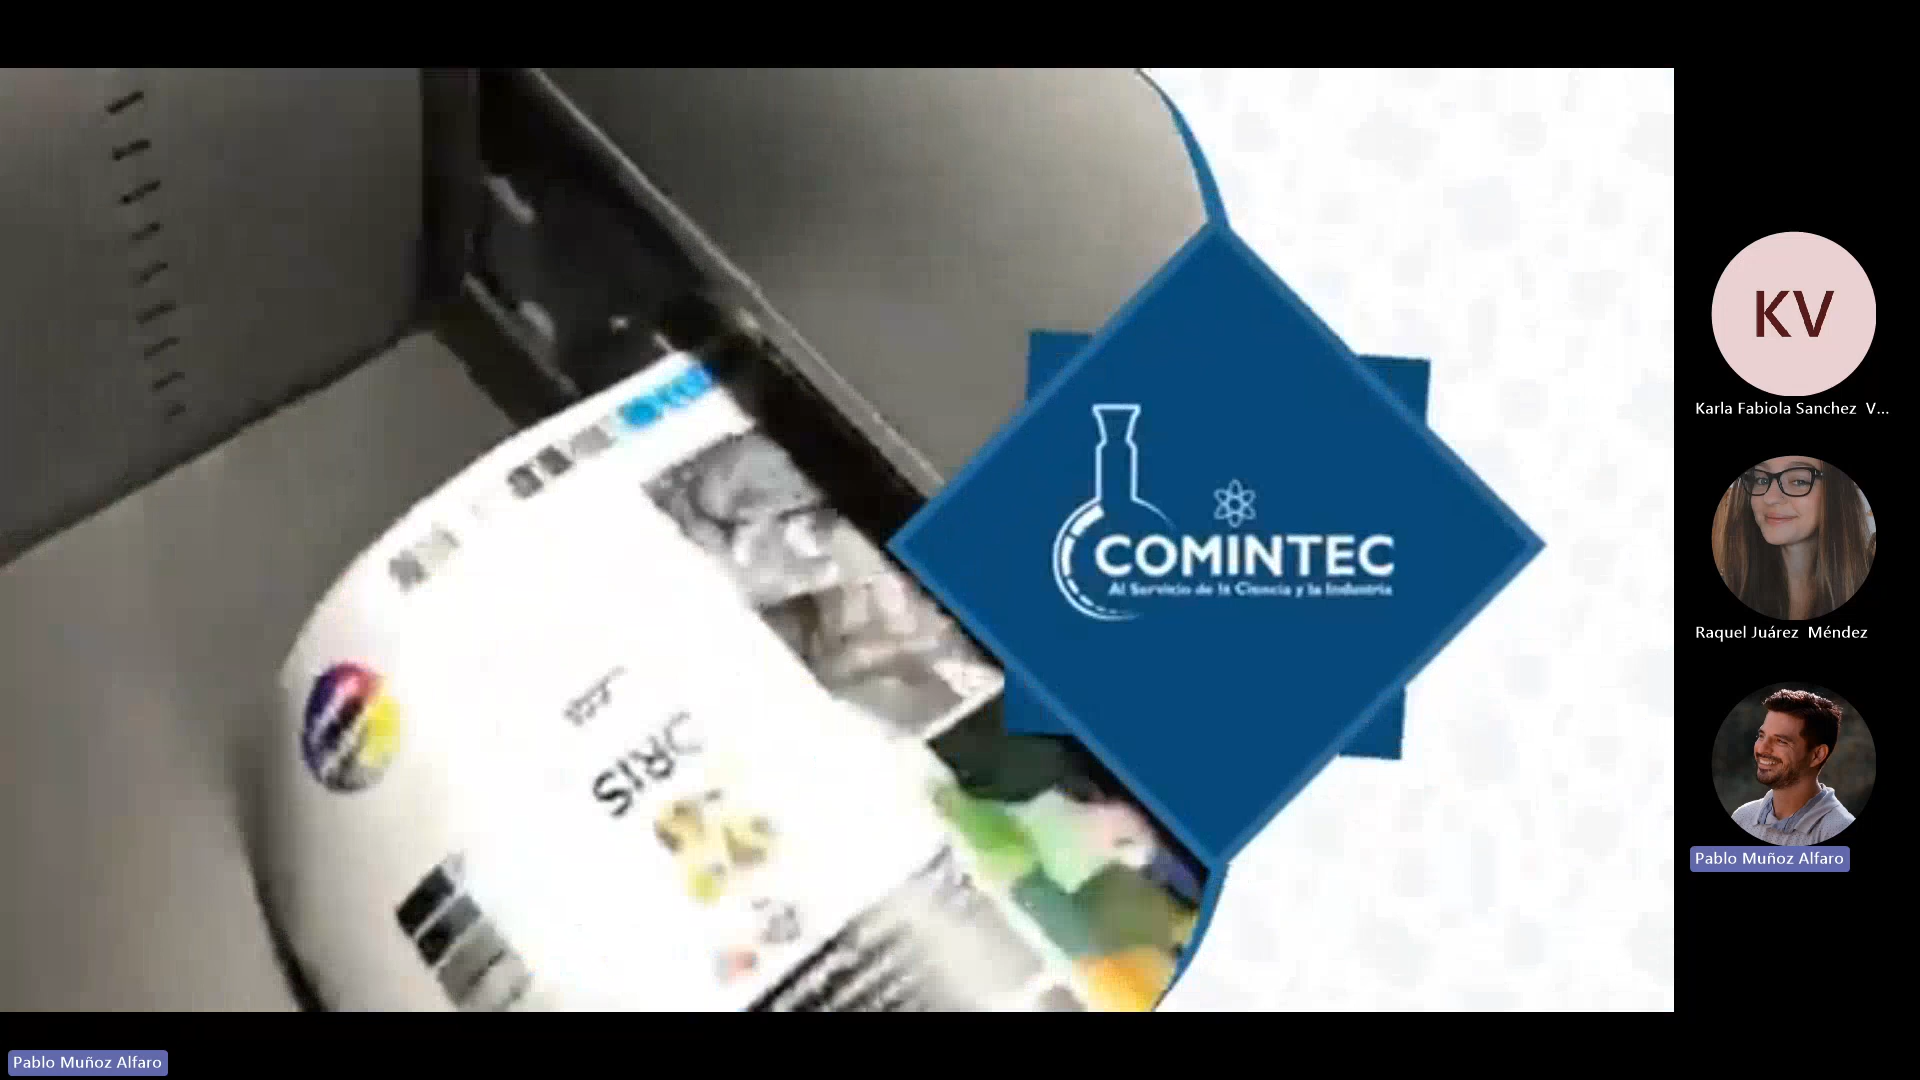 COMINTEC
Al Servicio de la Ciencia y la Industria
KV
Karla Fabiola Sanchez V...
Raquel Juárez Méndez
Pablo Muñoz Alfaro
Pablo Muñoz Alfaro